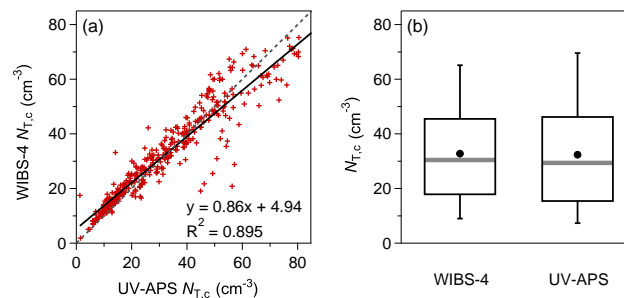 (a)
80
60
40
20
0
WIBS-4 N_T,c (cm⁻³)
y = 0.86x + 4.94
R² = 0.895
0 20 40 60 80
UV-APS N_T,c (cm⁻³)
(b)
80
60
40
20
0
N_T,c (cm⁻³)
WIBS-4 UV-APS